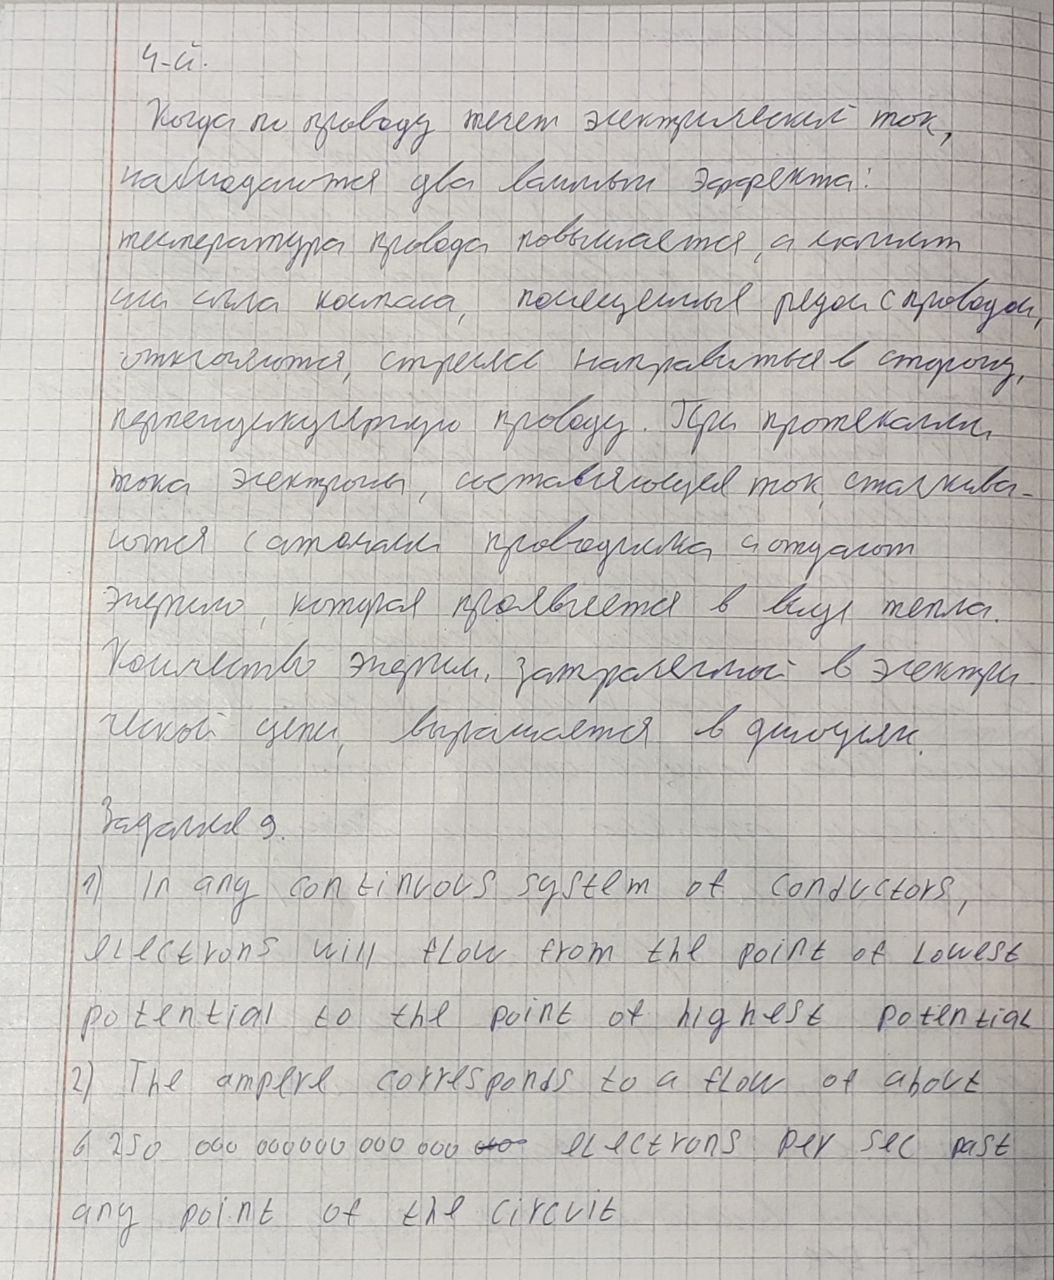 4-й.
Когда по проводу течет электрический ток,
наблюдаются два важных эффекта:
температура провода повышается, а магнит
или игла компаса, помещенные рядом с проводом,
отклоняются, стремясь направиться в сторону,
перпендикулярную проводу. При протекании
тока электроны, составляющие ток, сталкива-
ются с атомами проводника и отдают
энергию, которая проявляется в виде тепла.
Количество энергии, затраченной в электри
ческой цепи, выражается в джоулях.
Задания 9.
1) In any continuous system of conductors,
electrons will flow from the point of lowest
potential to the point of highest potential
2) The ampere corresponds to a flow of about
6 250 000 000000 000 000 electrons per sec past
any point of the circuit